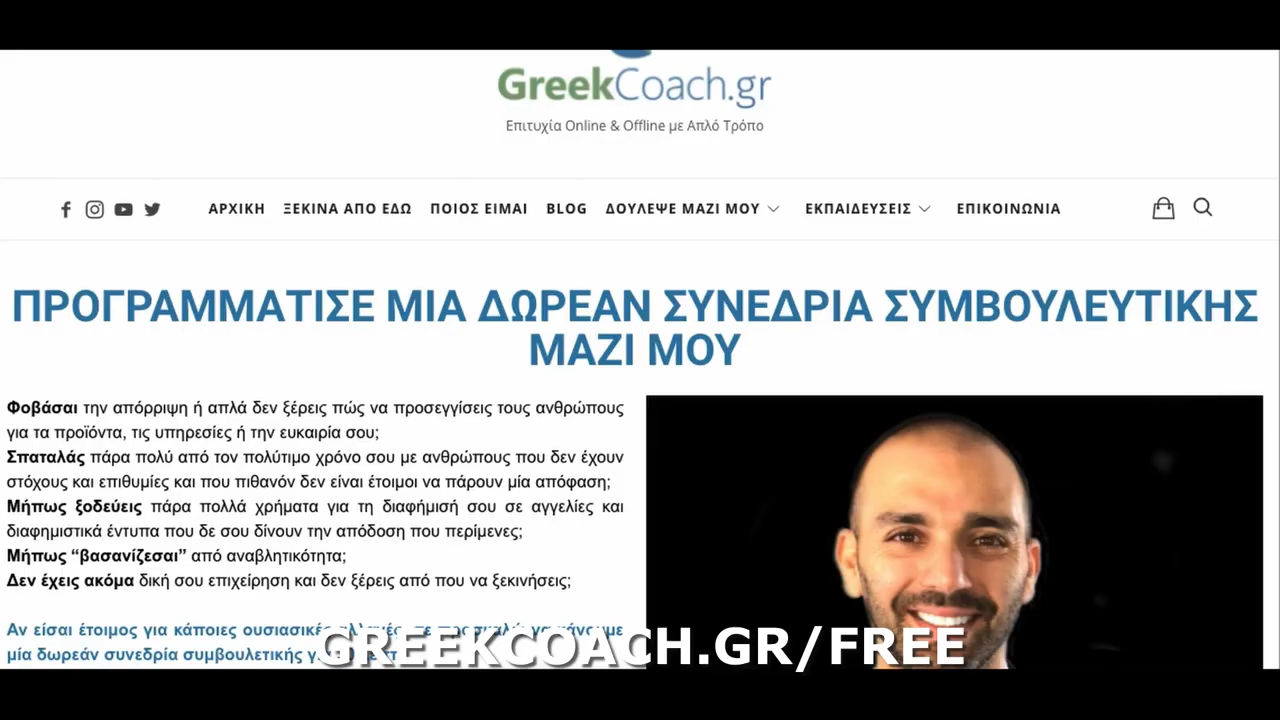 GreekCoach.gr
Επιτυχία Online & Offline με Απλό Τρόπο
ΑΡΧΙΚΗ ΞΕΚΙΝΑ ΑΠΟ ΕΔΩ ΠΟΙΟΣ ΕΙΜΑΙ BLOG ΔΟΥΛΕΨΕ ΜΑΖΙ ΜΟΥ ΕΚΠΑΙΔΕΥΣΕΙΣ ΕΠΙΚΟΙΝΩΝΙΑ
ΠΡΟΓΡΑΜΜΑΤΙΣΕ ΜΙΑ ΔΩΡΕΑΝ ΣΥΝΕΔΡΙΑ ΣΥΜΒΟΥΛΕΥΤΙΚΗΣ
ΜΑΖΙ ΜΟΥ
Φοβάσαι την απόρριψη ή απλά δεν ξέρεις πώς να προσεγγίσεις τους ανθρώπους
για τα προϊόντα, τις υπηρεσίες ή την ευκαιρία σου;
Σπαταλάς πάρα πολύ από τον πολύτιμο χρόνο σου με ανθρώπους που δεν έχουν
στόχους και επιθυμίες και που πιθανόν δεν είναι έτοιμοι να πάρουν μία απόφαση;
Μήπως ξοδεύεις πάρα πολλά χρήματα για τη διαφήμισή σου σε αγγελίες και
διαφημιστικά έντυπα που δε σου δίνουν την απόδοση που περίμενες;
Μήπως “βασανίζεσαι” από αναβλητικότητα;
Δεν έχεις ακόμα δική σου επιχείρηση και δεν ξέρεις από που να ξεκινήσεις;
Αν είσαι έτοιμος για κάποιες
μία δωρεάν συνεδρία συμβουλετικής
GREEKCOACH.GR/FREE